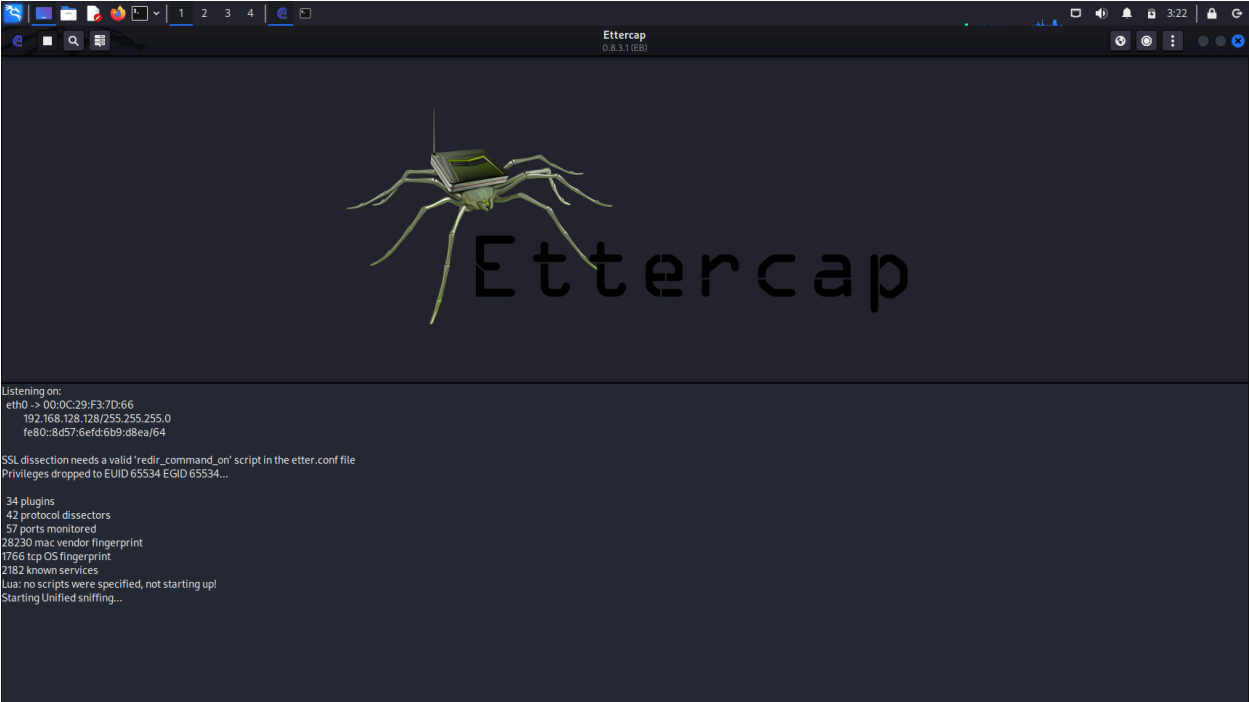 1 2 3 4 3:22
Ettercap
0.8.3.1 (EB)
Ettercap
Listening on:
eth0 -> 00:0C:29:F3:7D:66
192.168.128.128/255.255.255.0
fe80::8d57:6efd:6b9:d8ea/64
SSL dissection needs a valid 'redir_command_on' script in the etter.conf file
Privileges dropped to EUID 65534 EGID 65534...
34 plugins
42 protocol dissectors
57 ports monitored
28230 mac vendor fingerprint
1766 tcp OS fingerprint
2182 known services
Lua: no scripts were specified, not starting up!
Starting Unified sniffing...